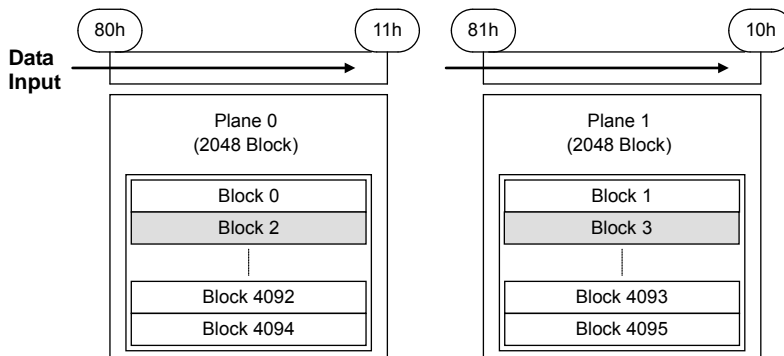 80h
11h
81h
10h
Data
Input
Plane 0
(2048 Block)
Block 0
Block 2
Block 4092
Block 4094
Plane 1
(2048 Block)
Block 1
Block 3
Block 4093
Block 4095